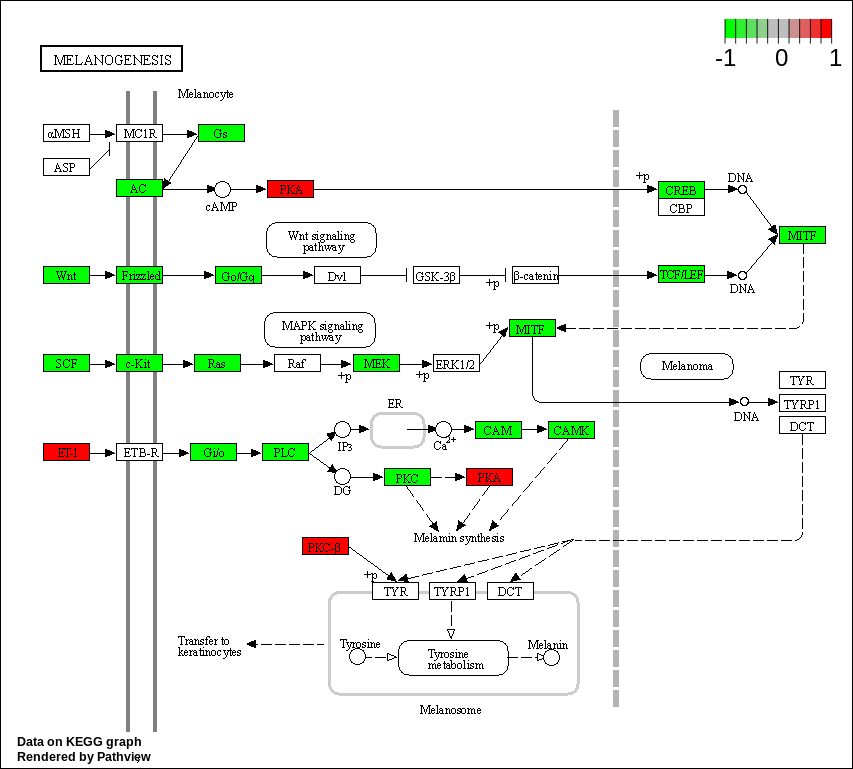 -1 0 1
MELANOGENESIS
Melanocyte
αMSH
MC1R
Gs
ASP
AC
cAMP
PKA
+p
CREB
CBP
DNA
MITF
Wnt signaling
pathway
Wnt
Frizzled
Go/Gq
Dvl
GSK-3β
+p
β-catenin
TCF/LEF
DNA
MAPK signaling
pathway
+p
MITF
SCF
c-Kit
Ras
Raf
+p
MEK
+p
ERK1/2
Melanoma
TYR
DNA
TYRP1
DCT
ER
ET-1
ETB-R
Gi/o
PLC
IP3
Ca2+
CAM
CAMK
DG
PKC
PKA
Melamin synthesis
PKC-β
+p
TYR
TYRP1
DCT
Transfer to
keratinocytes
Tyrosine
Tyrosine
metabolism
Melanin
Melanosome
Data on KEGG graph
Rendered by Pathview